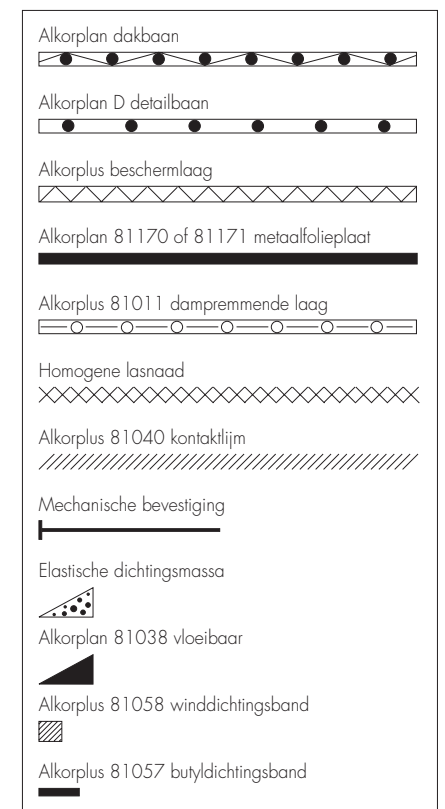 Alkorplan dakbaan
Alkorplan D detailbaan
Alkorplus beschermlaag
Alkorplan 81170 of 81171 metaalfolieplaat
Alkorplus 81011 dampremmende laag
Homogene lasnaad
Alkorplus 81040 kontaktlijm
Mechanische bevestiging
Elastische dichtingsmassa
Alkorplan 81038 vloeibaar
Alkorplus 81058 winddichtingsband
Alkorplus 81057 butyldichtingsband